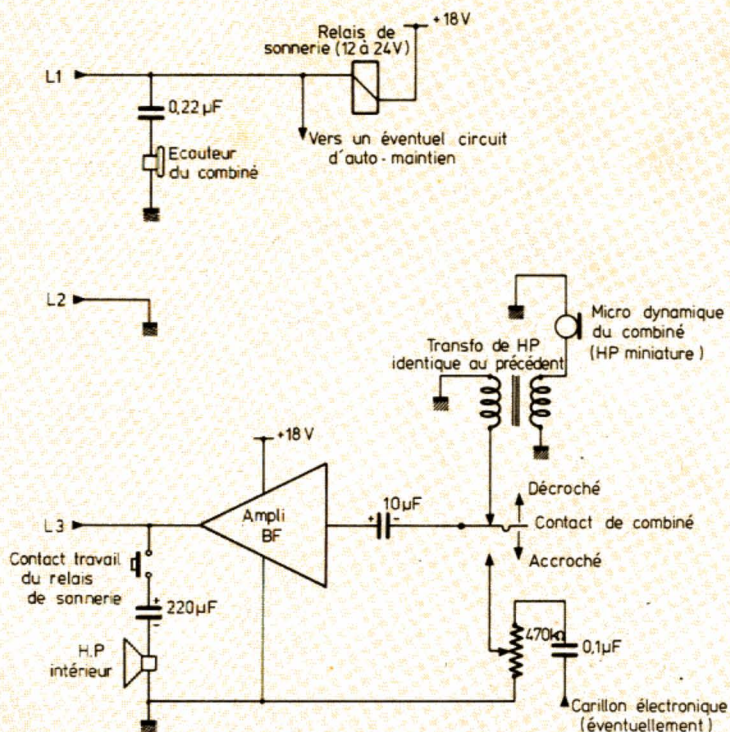 +18V
Relais de
sonnerie (12 à 24V)
L1
0,22 µF
Vers un éventuel circuit
d'auto-maintien
Ecouteur
du combiné
L2
Micro dynamique
du combiné
(HP miniature)
Transfo de HP
identique au précédent
+18V
Décroché
10µF
L3
Ampli
BF
+
-
Contact de combiné
Contact travail
du relais
de sonnerie
Accroché
+
220µF
-
470kΩ
0,1µF
H.P
intérieur
Carillon électronique
(éventuellement)